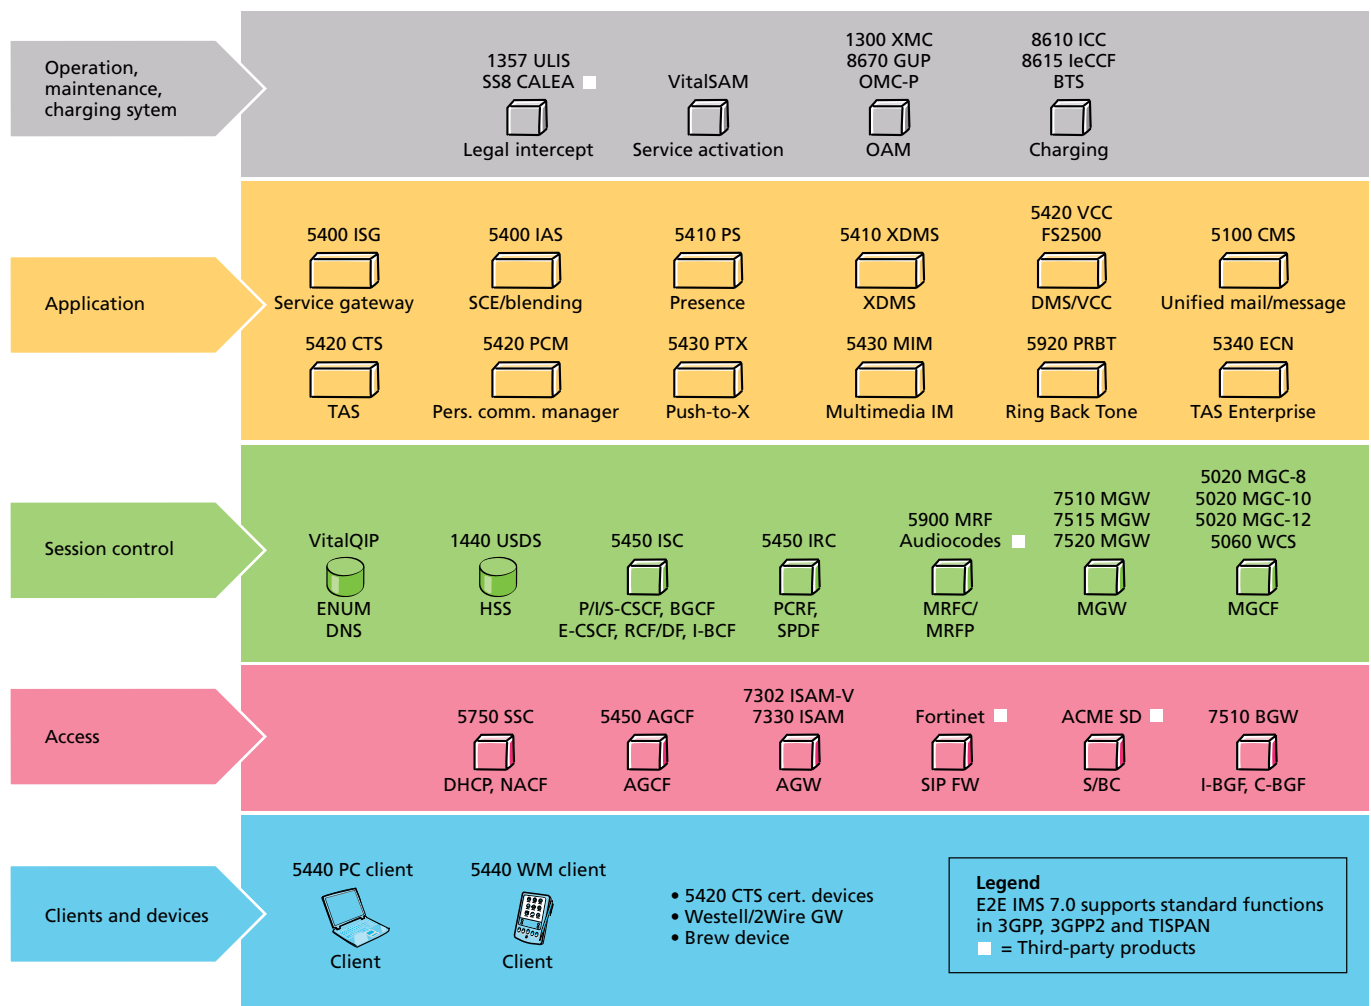 Operation,
maintenance,
charging sytem
1357 ULIS
SS8 CALEA
Legal intercept
VitalSAM
Service activation
1300 XMC
8670 GUP
OMC-P
OAM
8610 ICC
8615 IeCCF
BTS
Charging
Application
5400 ISG
Service gateway
5400 IAS
SCE/blending
5410 PS
Presence
5410 XDMS
XDMS
5420 VCC
FS2500
DMS/VCC
5100 CMS
Unified mail/message
5420 CTS
TAS
5420 PCM
Pers. comm. manager
5430 PTX
Push-to-X
5430 MIM
Multimedia IM
5920 PRBT
Ring Back Tone
5340 ECN
TAS Enterprise
Session control
VitalQIP
ENUM
DNS
1440 USDS
HSS
5450 ISC
P/I/S-CSCF, BGCF
E-CSCF, RCF/DF, I-BCF
5450 IRC
PCRF,
SPDF
5900 MRF
Audiocodes
MRFC/
MRFP
7510 MGW
7515 MGW
7520 MGW
MGW
5020 MGC-8
5020 MGC-10
5020 MGC-12
5060 WCS
MGCF
Access
5750 SSC
DHCP, NACF
5450 AGCF
AGCF
7302 ISAM-V
7330 ISAM
AGW
Fortinet
SIP FW
ACME SD
S/BC
7510 BGW
I-BGF, C-BGF
Clients and devices
5440 PC client
Client
5440 WM client
Client
• 5420 CTS cert. devices
• Westell/2Wire GW
• Brew device
Legend
E2E IMS 7.0 supports standard functions
in 3GPP, 3GPP2 and TISPAN
= Third-party products